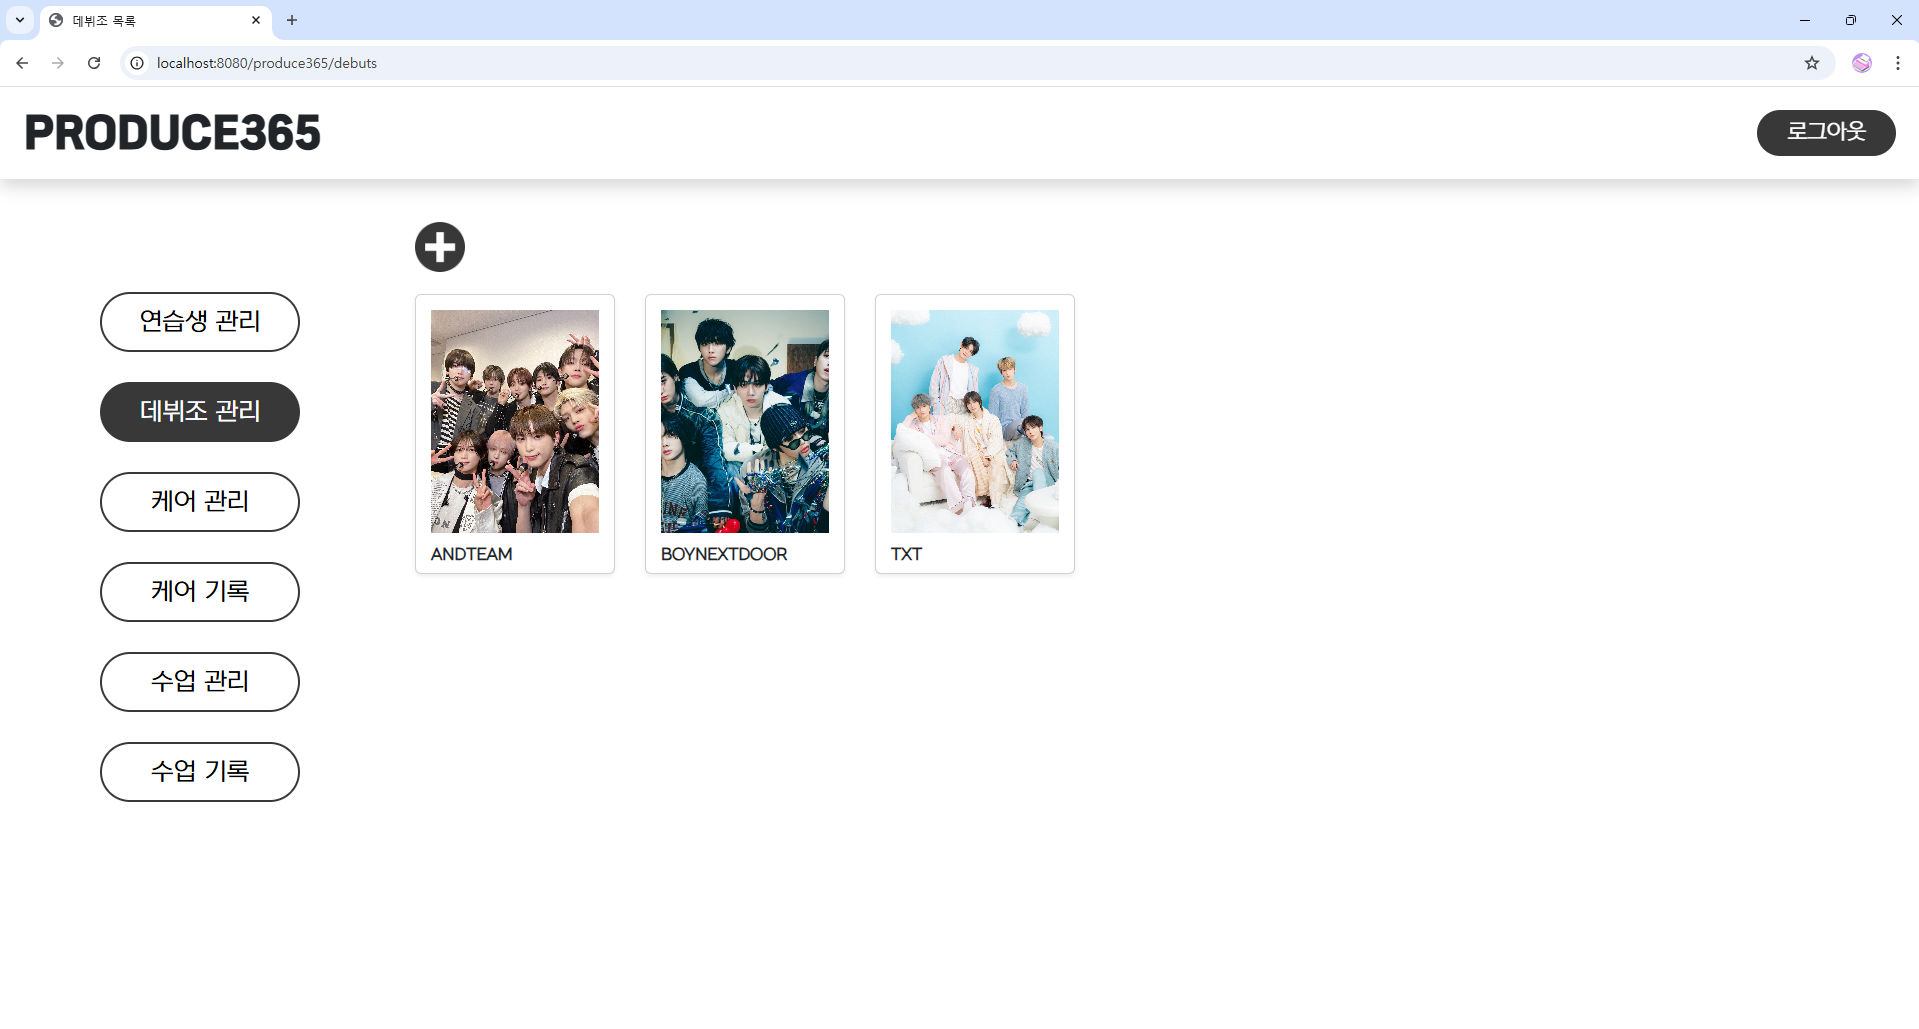 데뷔조 목록
localhost:8080/produce365/debuts
PRODUCE365
로그아웃
연습생 관리
데뷔조 관리
케어 관리
케어 기록
수업 관리
수업 기록
ANDTEAM
BOYNEXTDOOR
TXT